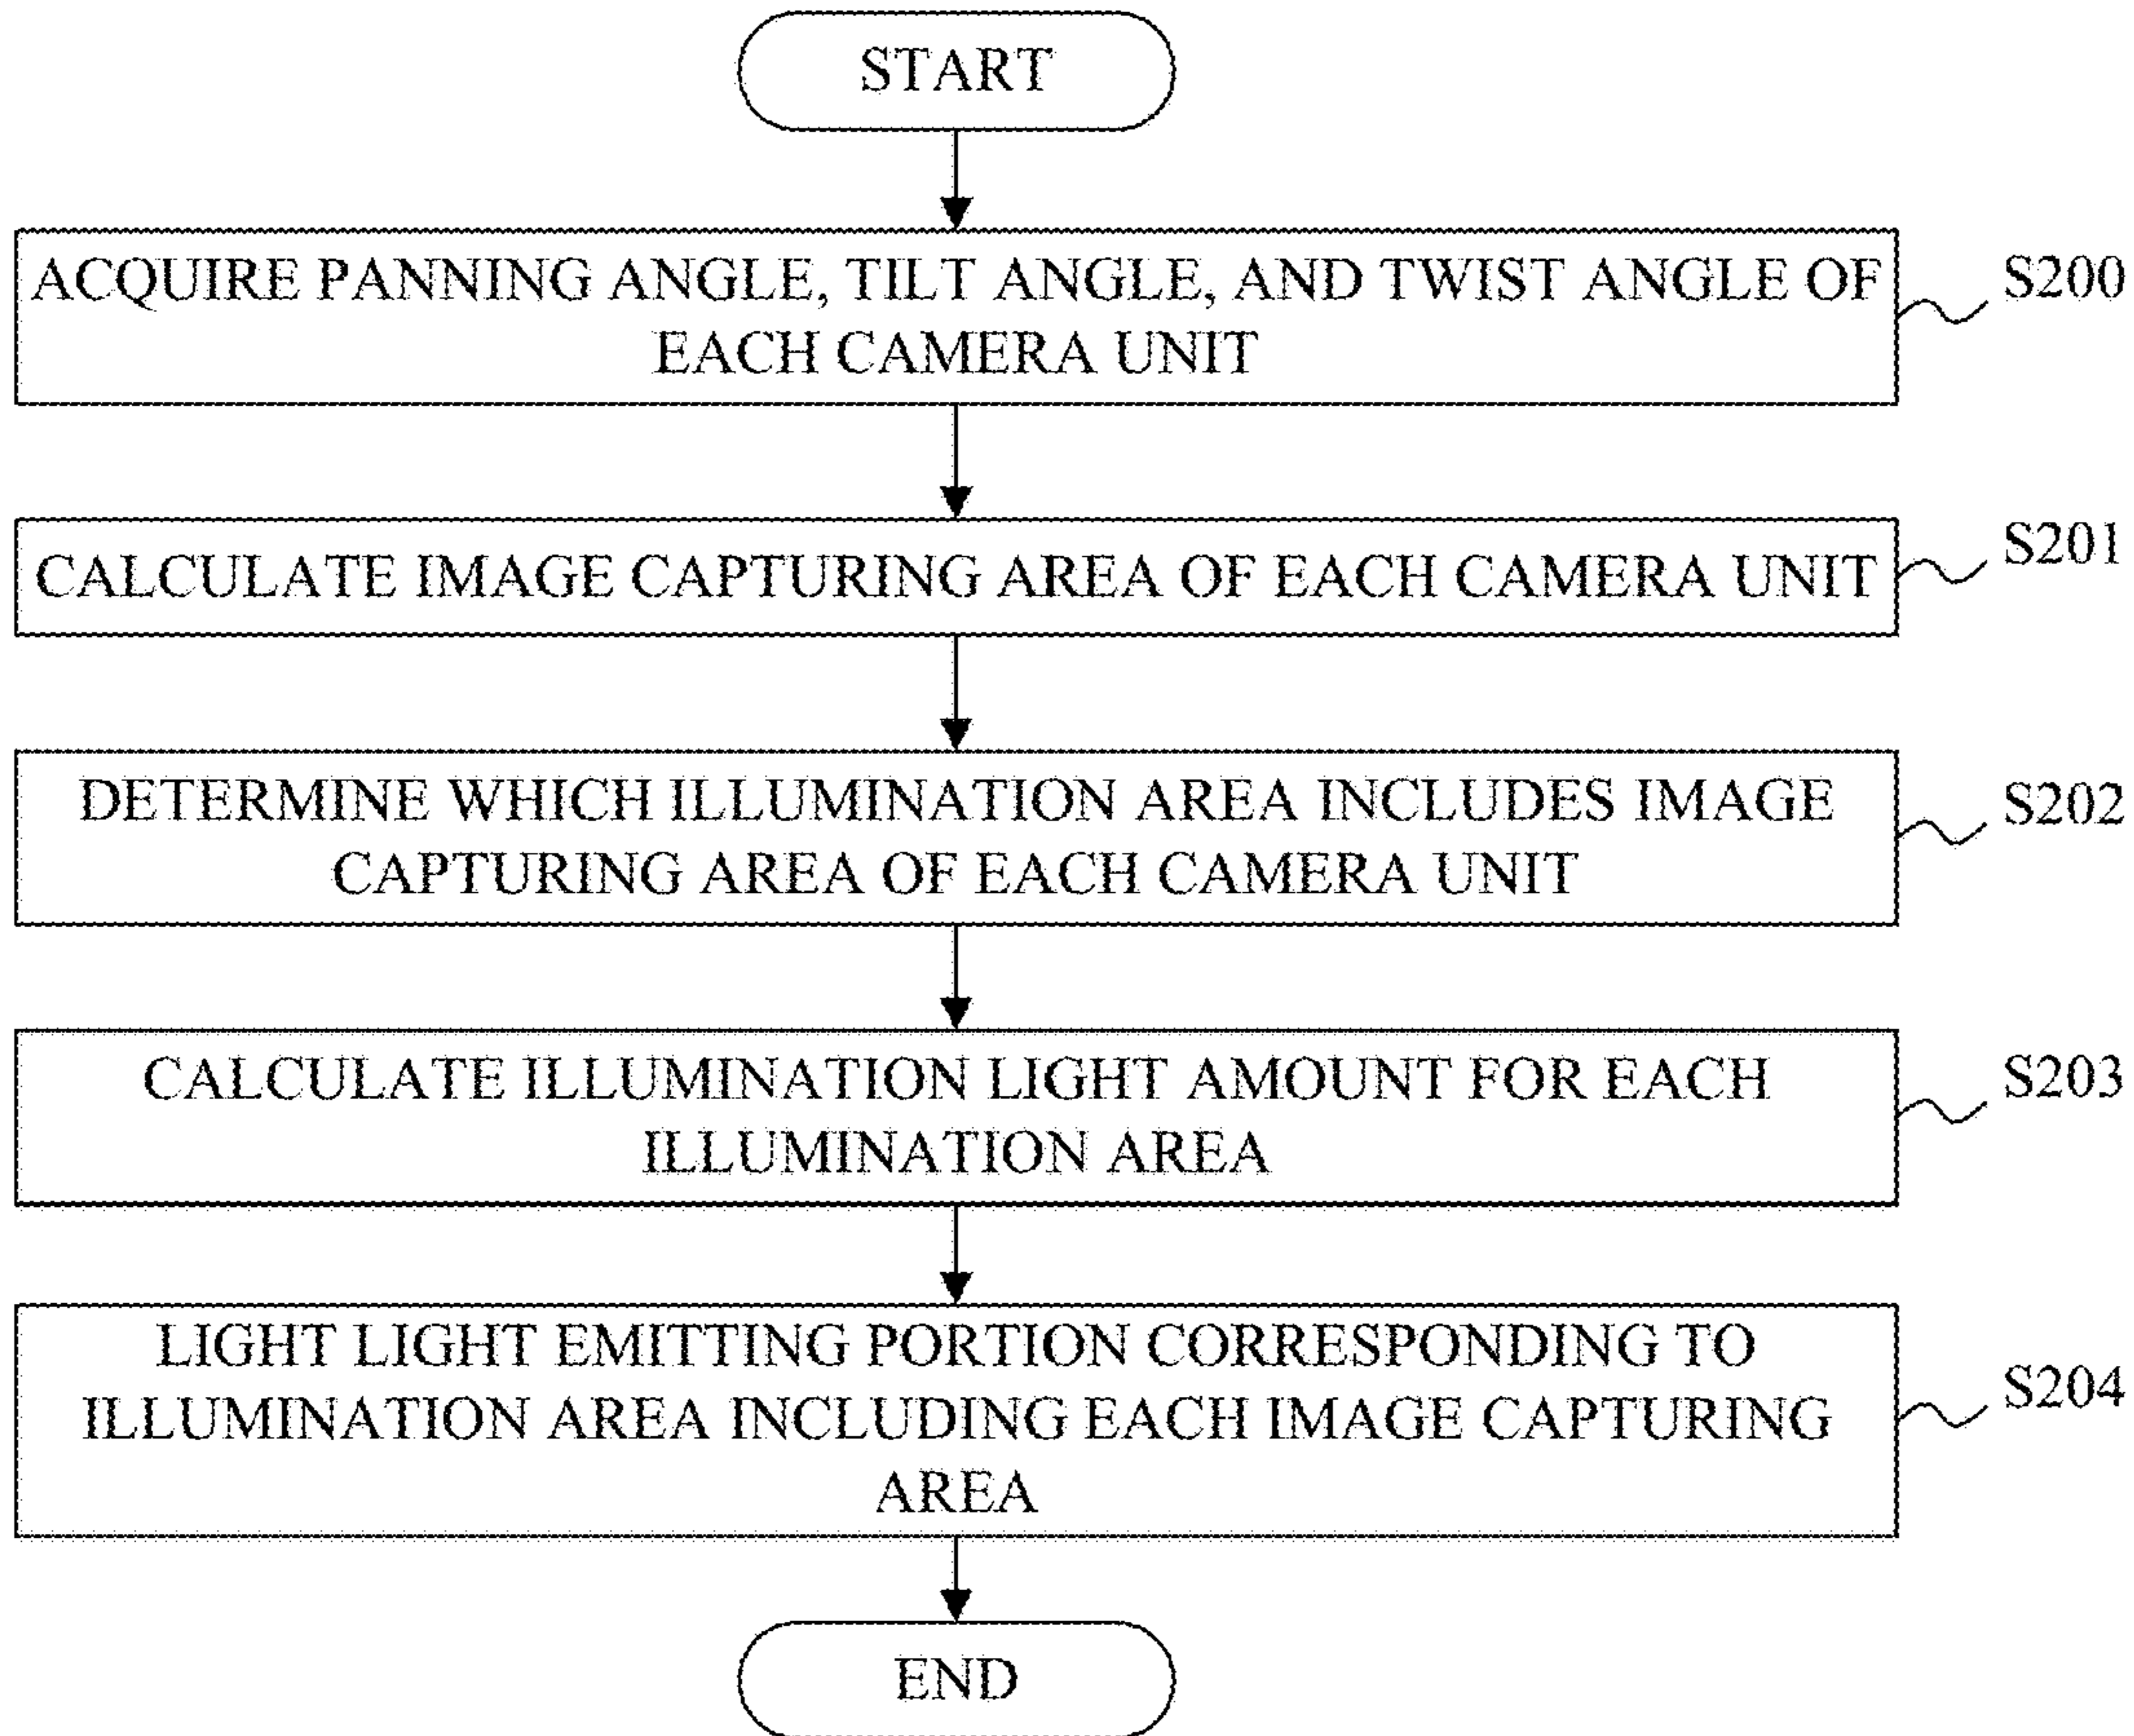 START
ACQUIRE PANNING ANGLE, TILT ANGLE, AND TWIST ANGLE OF
EACH CAMERA UNIT
S200
CALCULATE IMAGE CAPTURING AREA OF EACH CAMERA UNIT
S201
DETERMINE WHICH ILLUMINATION AREA INCLUDES IMAGE
CAPTURING AREA OF EACH CAMERA UNIT
S202
CALCULATE ILLUMINATION LIGHT AMOUNT FOR EACH
ILLUMINATION AREA
S203
LIGHT LIGHT EMITTING PORTION CORRESPONDING TO
ILLUMINATION AREA INCLUDING EACH IMAGE CAPTURING
AREA
S204
END